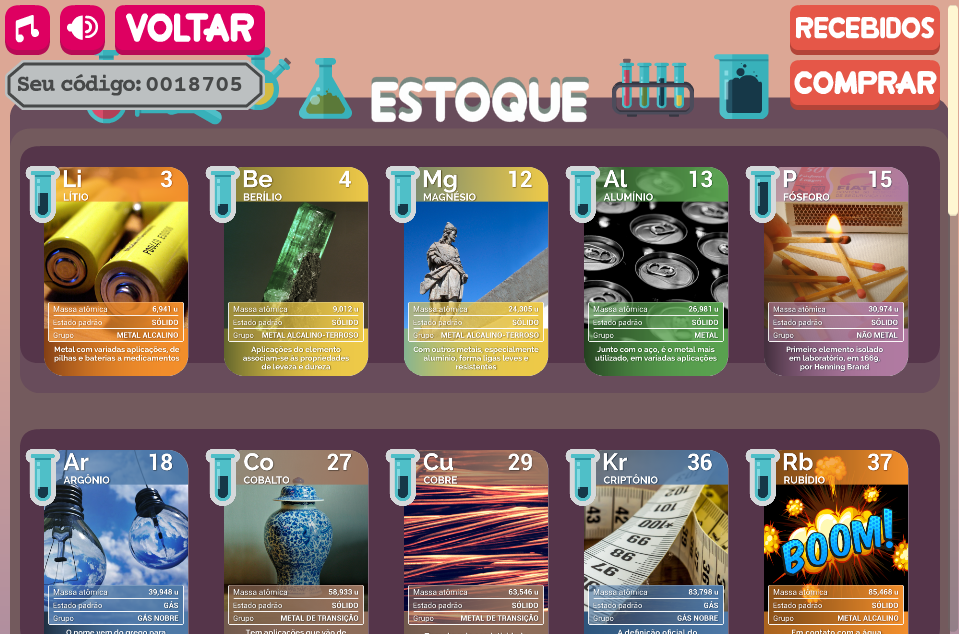 VOLTAR
RECEBIDOS
Seu código: 0018705
ESTOQUE
COMPRAR
Li 3
LÍTIO
Massa atômica 6,941 u
Estado padrão SÓLIDO
Grupo METAL ALCALINO
Metal com variadas aplicações, de
pilhas e baterias a medicamentos
Be 4
BERÍLIO
Massa atômica 9,012 u
Estado padrão SÓLIDO
Grupo METAL ALCALINO-TERROSO
Aplicações do elemento
associam-se às propriedades
de leveza e dureza
Mg 12
MAGNÉSIO
Massa atômica 24,305 u
Estado padrão SÓLIDO
Grupo METAL ALCALINO-TERROSO
Com outros metais, especialmente
alumínio, forma ligas leves e
resistentes
Al 13
ALUMÍNIO
Massa atômica 26,981 u
Estado padrão SÓLIDO
Grupo METAL
Junto com o aço, é o metal mais
utilizado, em variadas aplicações
P 15
FÓSFORO
Massa atômica 30,974 u
Estado padrão SÓLIDO
Grupo NÃO METAL
Primeiro elemento isolado
em laboratório, em 1669,
por Henning Brand
Ar 18
ARGÔNIO
Massa atômica 39,948 u
Estado padrão GÁS
Grupo GÁS NOBRE
O nome vem do grego para
Co 27
COBALTO
Massa atômica 58,933 u
Estado padrão SÓLIDO
Grupo METAL DE TRANSIÇÃO
Tem aplicações que vão de
Cu 29
COBRE
Massa atômica 63,546 u
Estado padrão SÓLIDO
Grupo METAL DE TRANSIÇÃO
Kr 36
CRIPTÔNIO
Massa atômica 83,798 u
Estado padrão GÁS
Grupo GÁS NOBRE
A definição oficial do
Rb 37
RUBÍDIO
BOOM!
Massa atômica 85,468 u
Estado padrão SÓLIDO
Grupo METAL ALCALINO
Em contato com a água